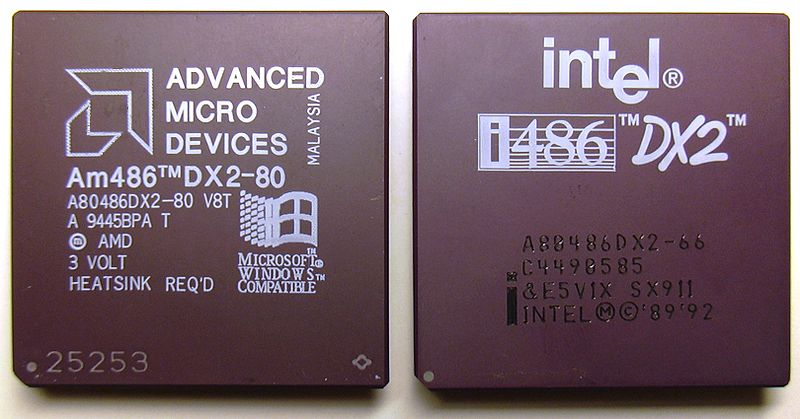 ADVANCED
MICRO
DEVICES
MALAYSIA
Am486™DX2-80
A80486DX2-80 V8T
A 9445BPA T
Ⓜ AMD
3 VOLT
HEATSINK REQ'D
MICROSOFT®
WINDOWS™
COMPATIBLE
25253
intel®
i486™ DX2™
A80486DX2-66
C4490585
&E5V1X SX911
INTEL Ⓜ©'89'92